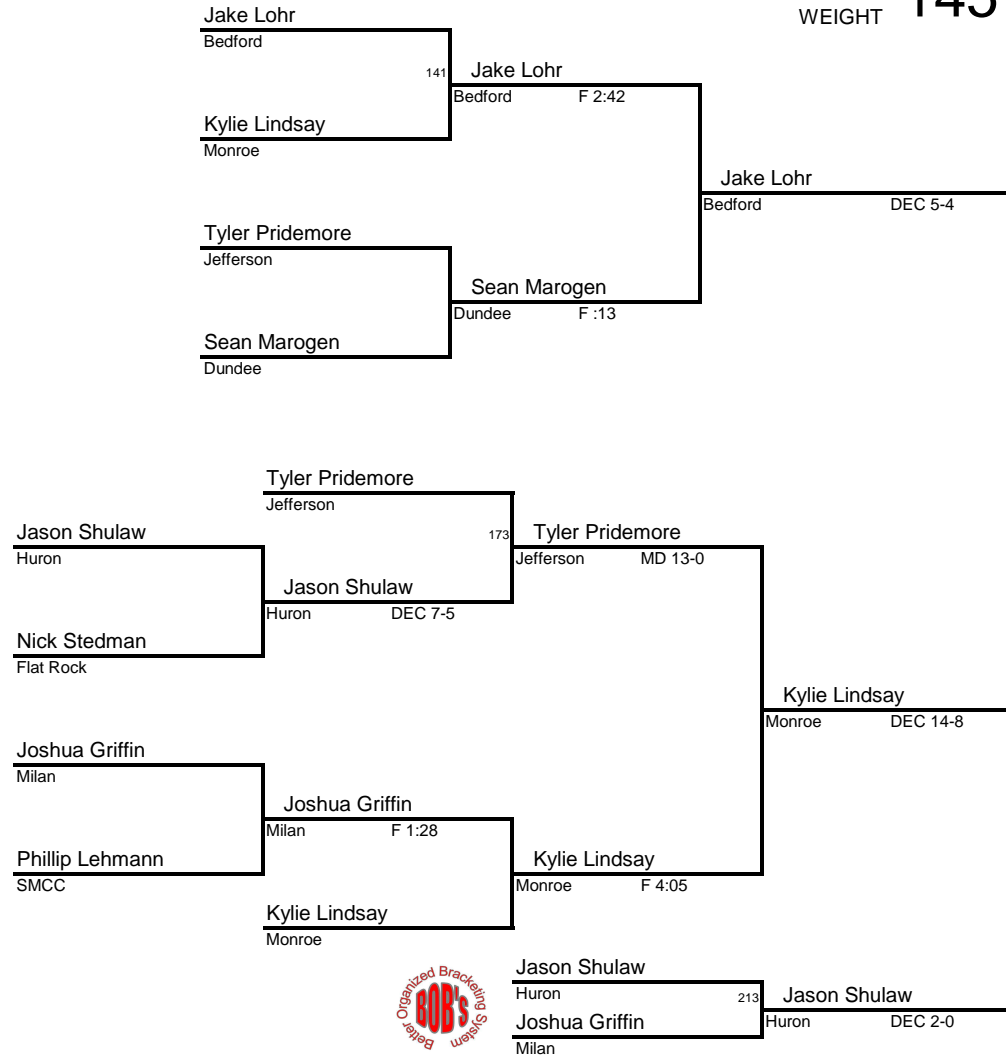 WEIGHT 145
Jake Lohr
Bedford
141 Jake Lohr
Bedford F 2:42
Kylie Lindsay
Monroe
Jake Lohr
Bedford DEC 5-4
Tyler Pridemore
Jefferson
Sean Marogen
Dundee F :13
Sean Marogen
Dundee
Tyler Pridemore
Jefferson
Jason Shulaw
Huron
173 Tyler Pridemore
Jefferson MD 13-0
Jason Shulaw
Huron DEC 7-5
Nick Stedman
Flat Rock
Kylie Lindsay
Monroe DEC 14-8
Joshua Griffin
Milan
Joshua Griffin
Milan F 1:28
Phillip Lehmann
SMCC
Kylie Lindsay
Monroe F 4:05
Kylie Lindsay
Monroe
Better Organized Bracketing System
BOB'S
Jason Shulaw
Huron
213 Jason Shulaw
Huron DEC 2-0
Joshua Griffin
Milan